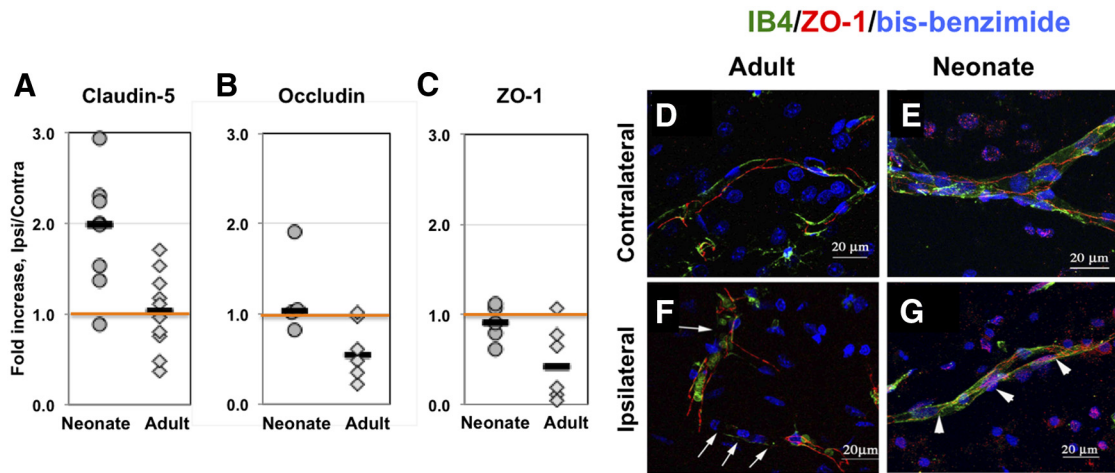 IB4/ZO-1/bis-benzimide
Adult Neonate
A Claudin-5 B Occludin C ZO-1
Fold increase, Ipsi/Contra
3.0
2.0
1.0
0.0
Neonate Adult
3.0
2.0
1.0
0.0
Neonate Adult
3.0
2.0
1.0
0.0
Neonate Adult
Contralateral
D
20 µm
E
20 µm
Ipsilateral
F
20µm
G
20 µm